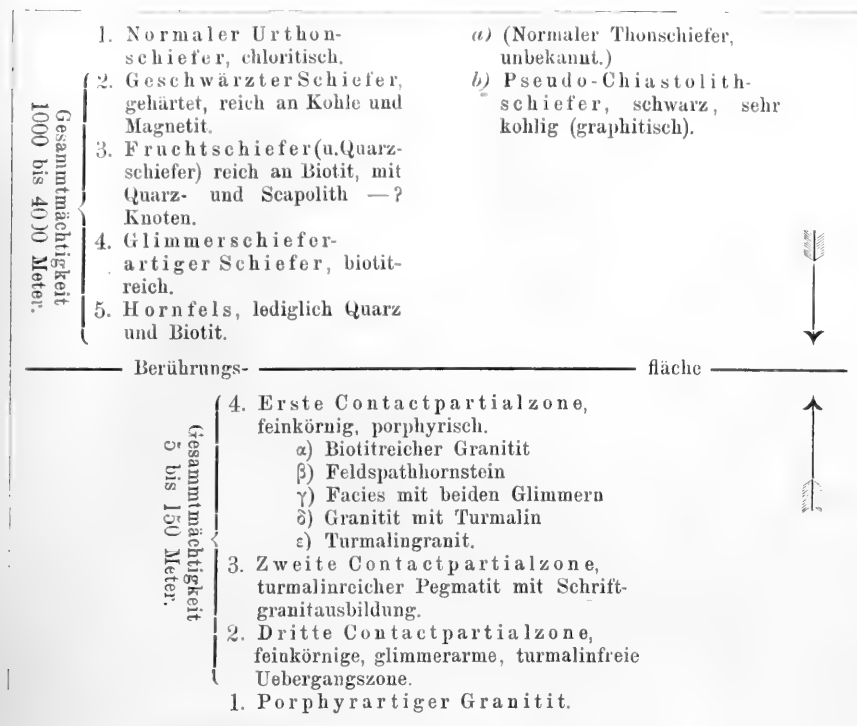 1. Normaler Urthon-
schiefer, chloritisch.
2. Geschwärzter Schiefer,
gehärtet, reich an Kohle und
Magnetit.
3. Fruchtschiefer (u. Quarz-
schiefer) reich an Biotit, mit
Quarz- und Scapolith —?
Knoten.
4. Glimmerschiefer-
artiger Schiefer, biotit-
reich.
5. Hornfels, lediglich Quarz
und Biotit.
Gesammtmächtigkeit
1000 bis 4000 Meter.
a) (Normaler Thonschiefer,
unbekannt.)
b) Pseudo-Chiastolith-
schiefer, schwarz, sehr
kohlig (graphitisch).
Berührungs- fläche
4. Erste Contactpartialzone,
feinkörnig, porphyrisch.
α) Biotitreicher Granitit
β) Feldspathhornstein
γ) Facies mit beiden Glimmern
δ) Granitit mit Turmalin
ε) Turmalingranit.
3. Zweite Contactpartialzone,
turmalinreicher Pegmatit mit Schrift-
granitausbildung.
2. Dritte Contactpartialzone,
feinkörnige, glimmerarme, turmalinfreie
Uebergangszone.
Gesammtmächtigkeit
5 bis 150 Meter.
1. Porphyrartiger Granitit.